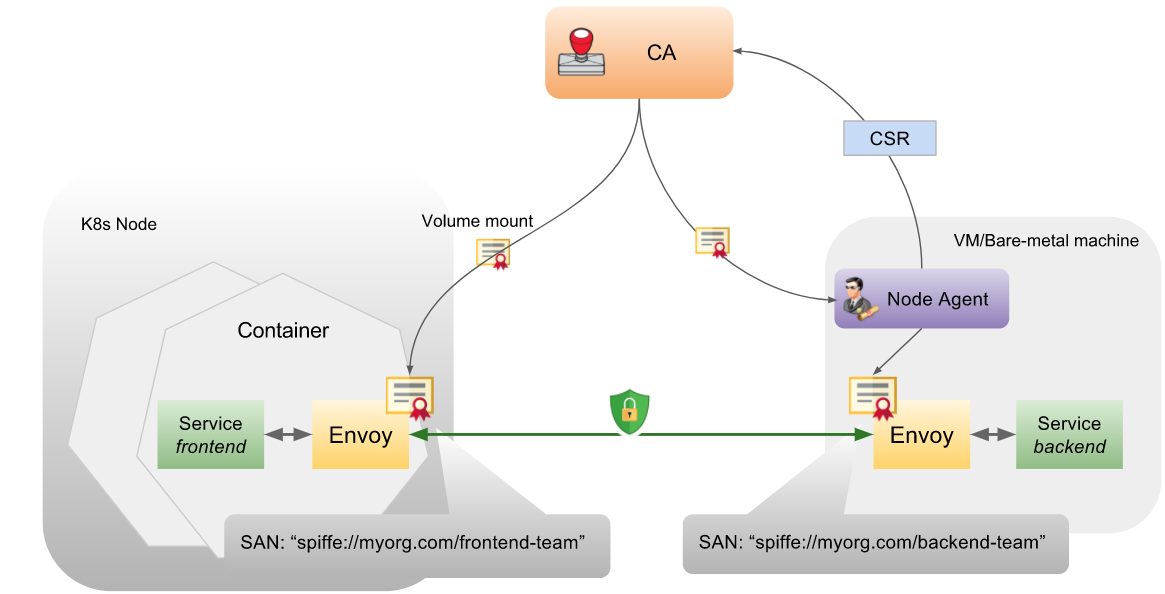 CA
CSR
K8s Node
Volume mount
VM/Bare-metal machine
Node Agent
Container
Service
frontend
Envoy
Envoy
Service
backend
SAN: “spiffe://myorg.com/frontend-team”
SAN: “spiffe://myorg.com/backend-team”